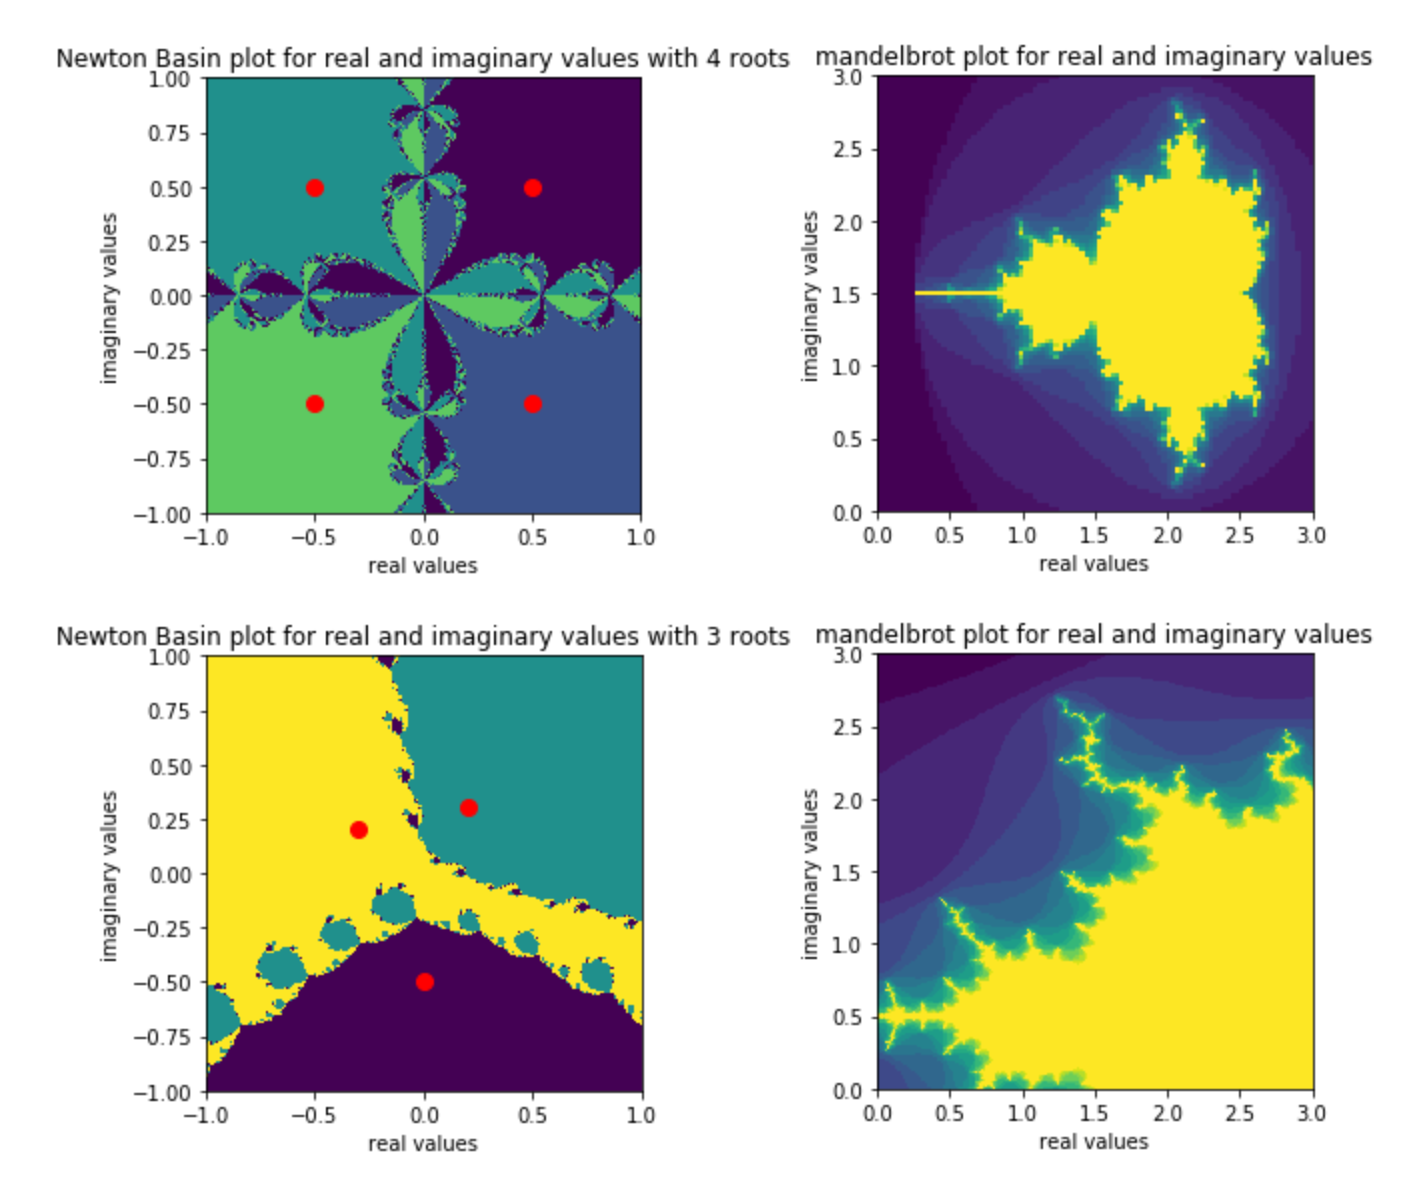 Newton Basin plot for real and imaginary values with 4 roots
1.00
0.75
0.50
0.25
0.00
−0.25
−0.50
−0.75
−1.00
imaginary values
−1.0 −0.5 0.0 0.5 1.0
real values
mandelbrot plot for real and imaginary values
3.0
2.5
2.0
1.5
1.0
0.5
0.0
imaginary values
0.0 0.5 1.0 1.5 2.0 2.5 3.0
real values
Newton Basin plot for real and imaginary values with 3 roots
1.00
0.75
0.50
0.25
0.00
−0.25
−0.50
−0.75
−1.00
imaginary values
−1.0 −0.5 0.0 0.5 1.0
real values
mandelbrot plot for real and imaginary values
3.0
2.5
2.0
1.5
1.0
0.5
0.0
imaginary values
0.0 0.5 1.0 1.5 2.0 2.5 3.0
real values